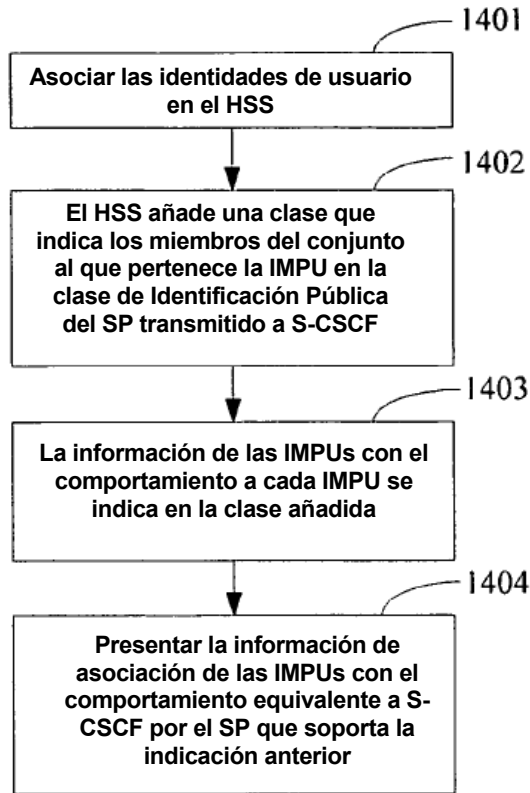 1401
Asociar las identidades de usuario
en el HSS
1402
El HSS añade una clase que
indica los miembros del conjunto
al que pertenece la IMPU en la
clase de Identificación Pública
del SP transmitido a S-CSCF
1403
La información de las IMPUs con el
comportamiento a cada IMPU se
indica en la clase añadida
1404
Presentar la información de
asociación de las IMPUs con el
comportamiento equivalente a S-
CSCF por el SP que soporta la
indicación anterior